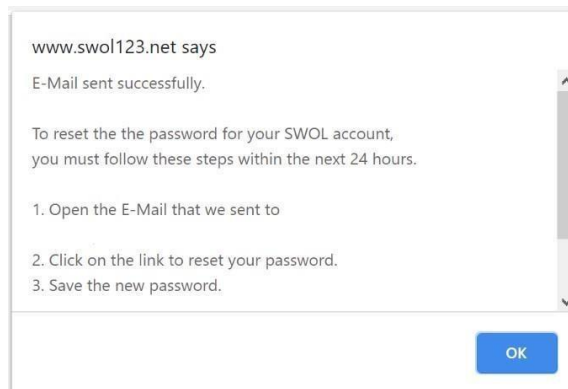 www.swol123.net says
E-Mail sent successfully.
To reset the the password for your SWOL account,
you must follow these steps within the next 24 hours.
1. Open the E-Mail that we sent to
2. Click on the link to reset your password.
3. Save the new password.
OK